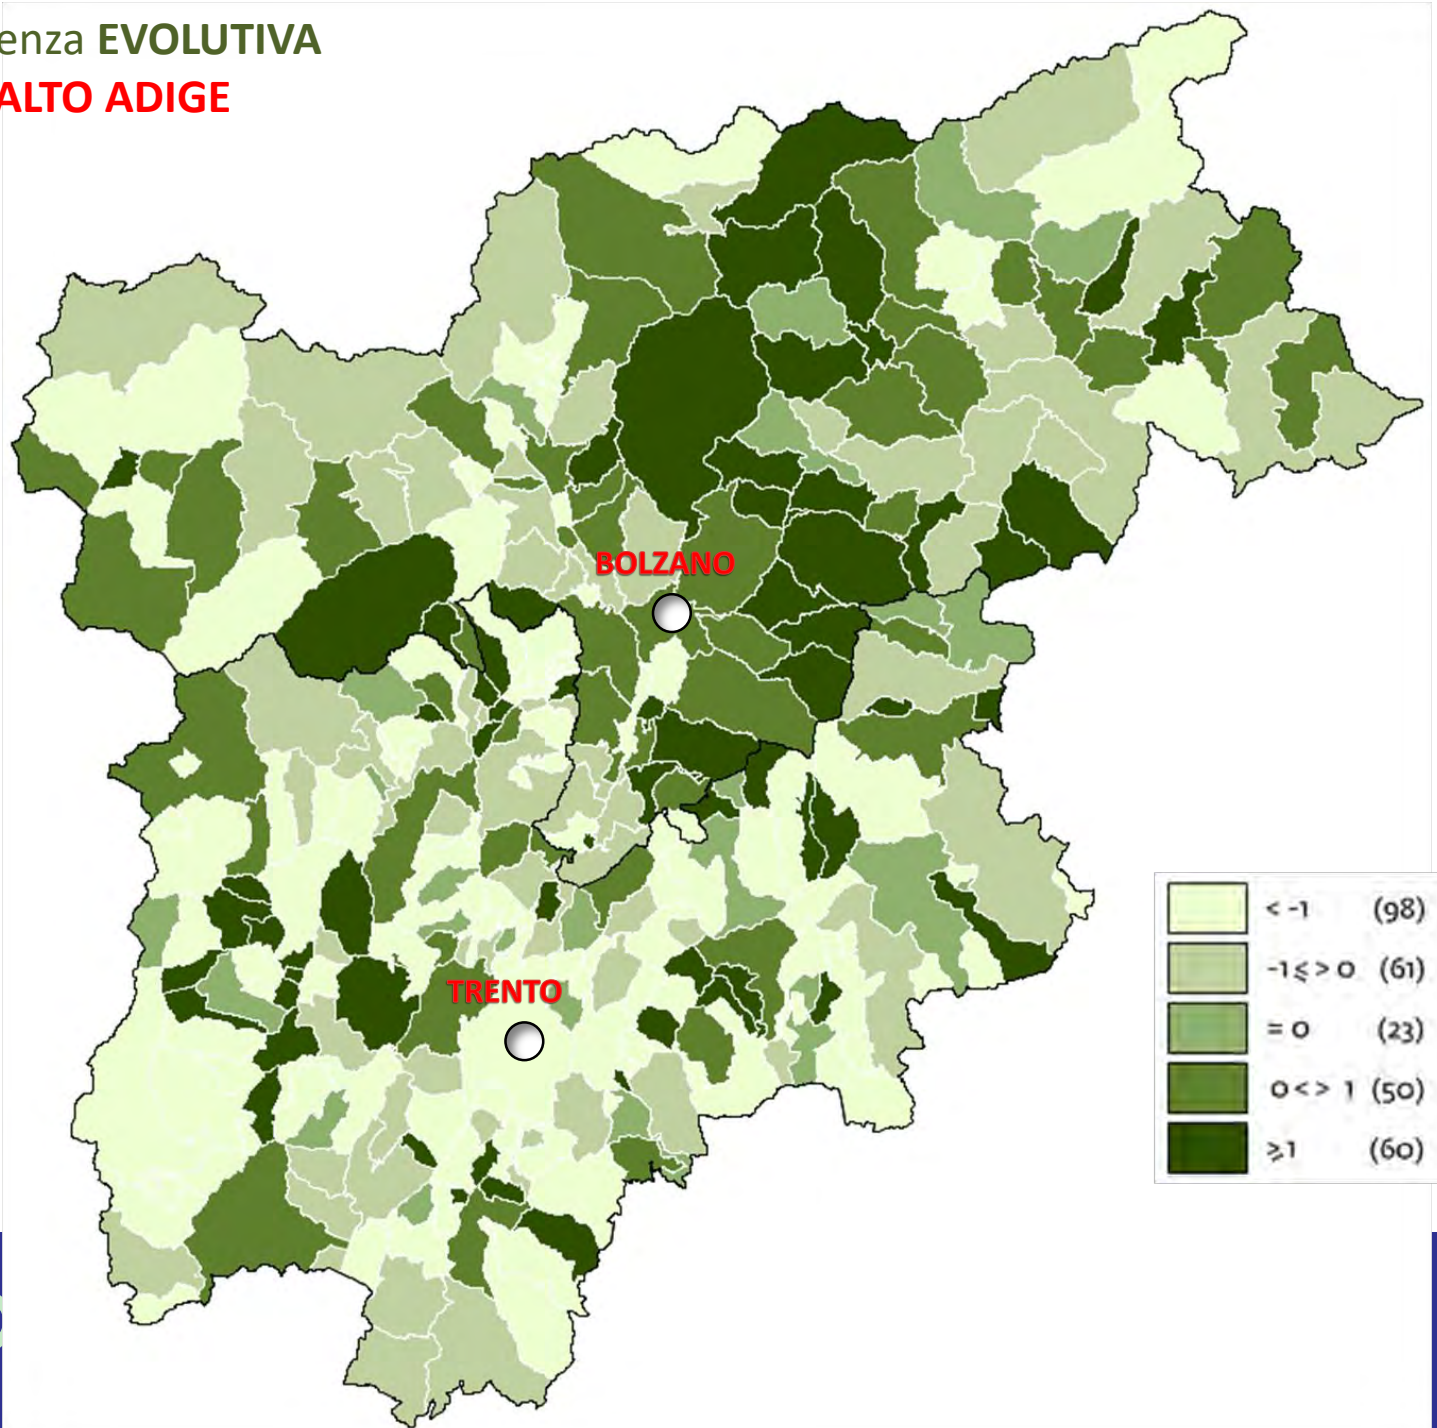 enza EVOLUTIVA
ALTO ADIGE
BOLZANO
TRENTO
< -1 (98)
-1 ≤ > 0 (61)
= 0 (23)
0 < > 1 (50)
≥1 (60)